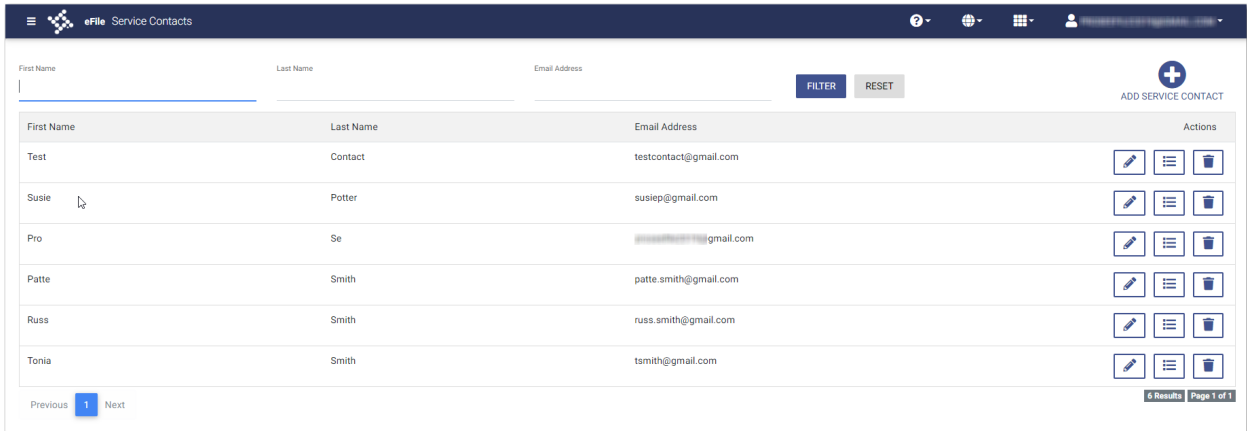 eFile Service Contacts
First Name Last Name Email Address
FILTER RESET
ADD SERVICE CONTACT
First Name Last Name Email Address Actions
Test Contact testcontact@gmail.com
Susie Potter susiep@gmail.com
Pro Se gmail.com
Patte Smith patte.smith@gmail.com
Russ Smith russ.smith@gmail.com
Tonia Smith tsmith@gmail.com
Previous 1 Next 6 Results Page 1 of 1